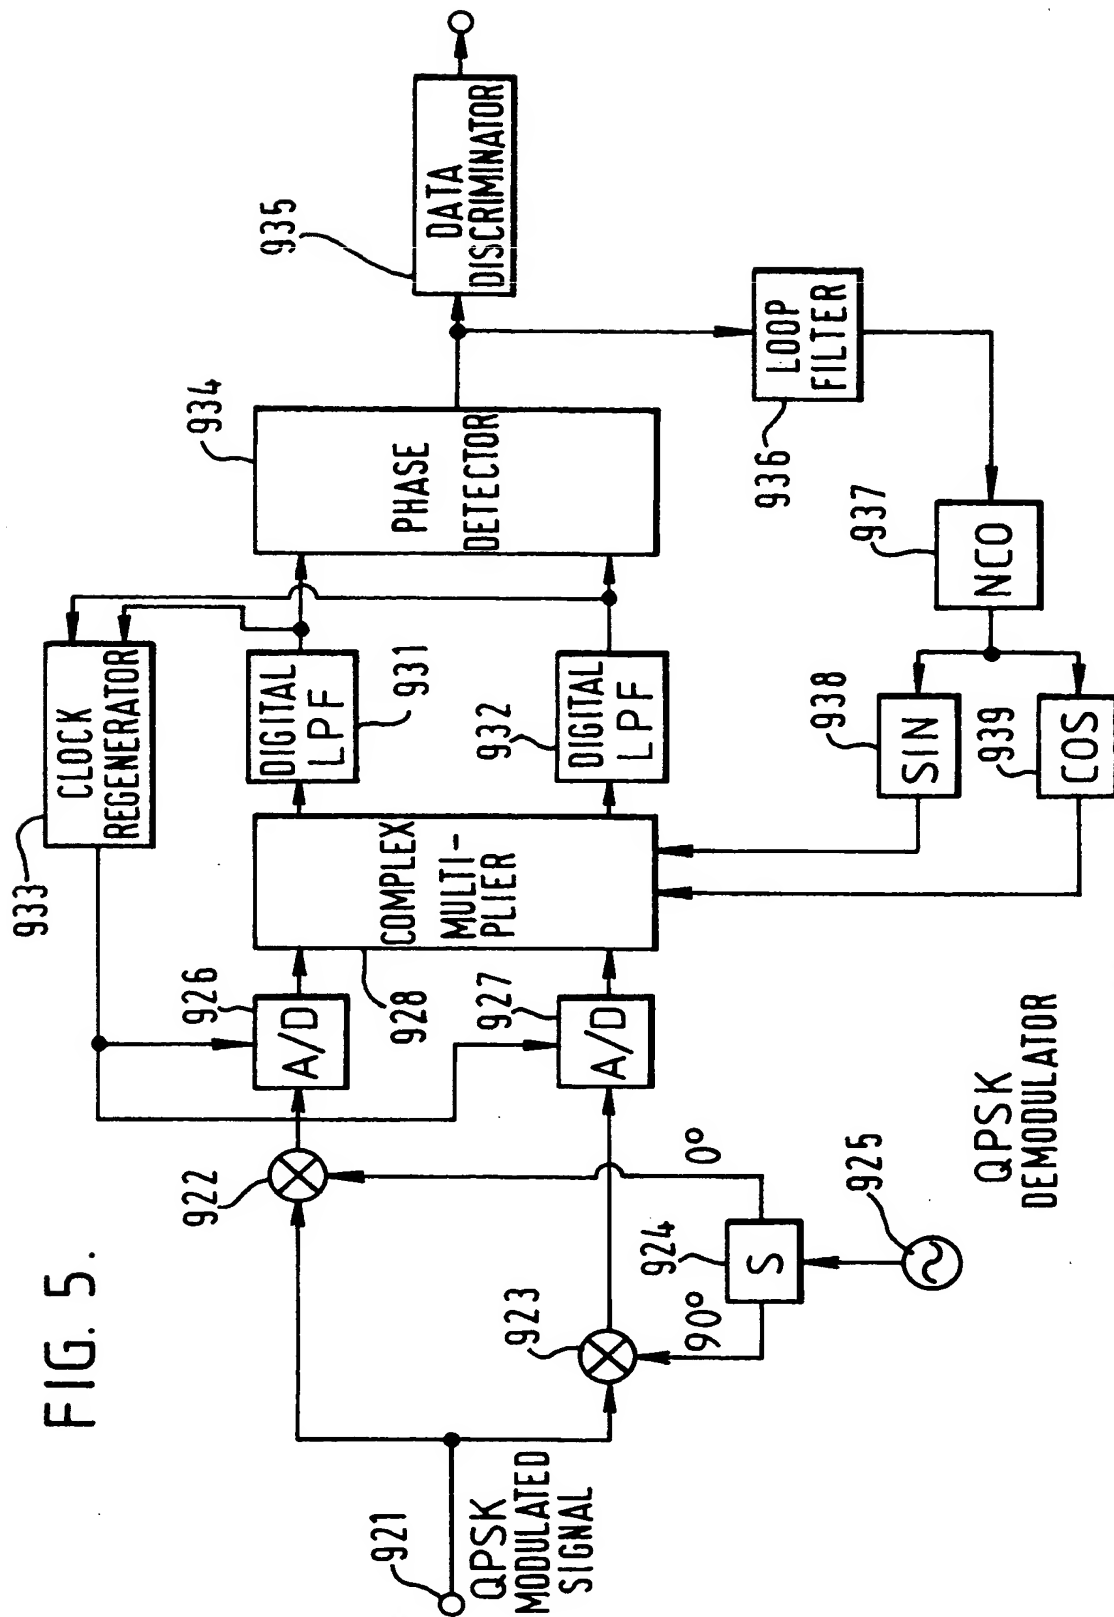 FIG. 5.
921
QPSK
MODULATED
SIGNAL
922
923
90°
0°
924
S
925
926
A/D
927
A/D
928
COMPLEX
MULTI-
PLIER
933
CLOCK
REGENERATOR
DIGITAL
LPF
931
932
DIGITAL
LPF
934
PHASE
DETECTOR
935
DATA
DISCRIMINATOR
LOOP
FILTER
936
937
NCO
938
SIN
939
COS
QPSK
DEMODULATOR